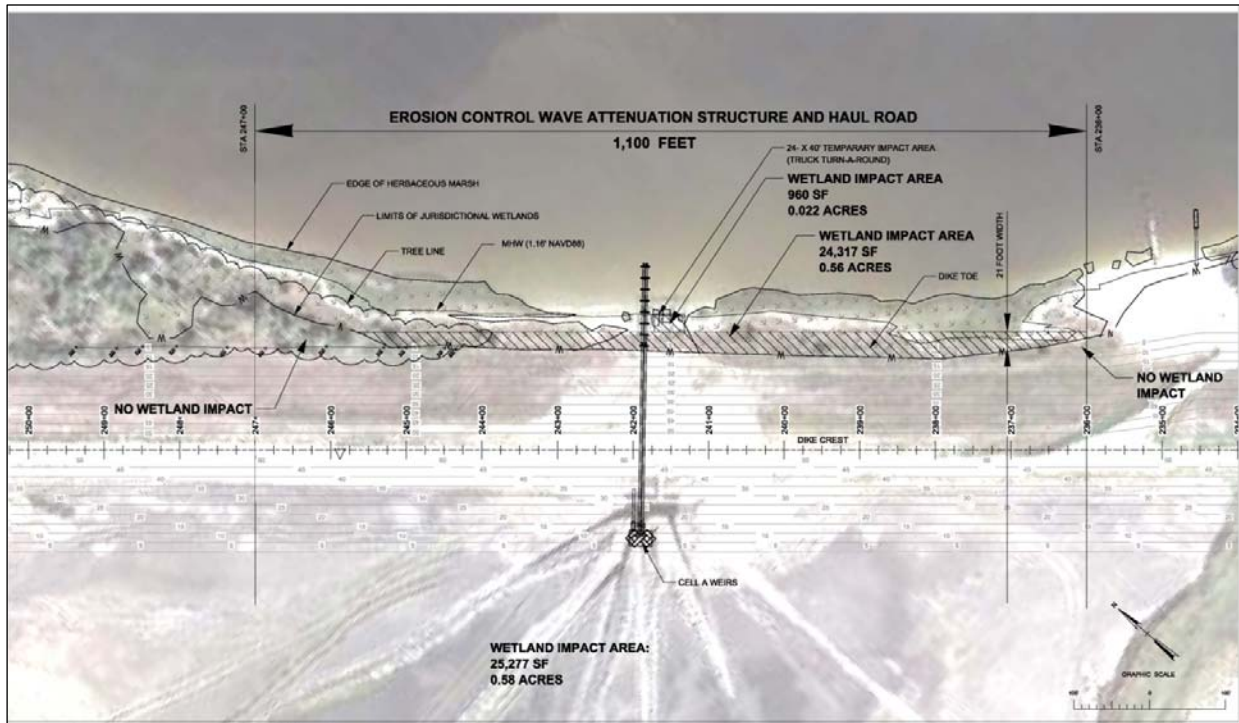 EROSION CONTROL WAVE ATTENUATION STRUCTURE AND HAUL ROAD
1,100 FEET
STA 247+00
STA 236+00
24- X 40' TEMPARARY IMPACT AREA
(TRUCK TURN-A-ROUND)
WETLAND IMPACT AREA
960 SF
0.022 ACRES
EDGE OF HERBACEOUS MARSH
LIMITS OF JURISDICTIONAL WETLANDS
TREE LINE
MHW (1.16' NAVD88)
WETLAND IMPACT AREA
24,317 SF
0.56 ACRES
DIKE TOE
21 FOOT WIDTH
NO WETLAND IMPACT
NO WETLAND
IMPACT
250+00
249+00
248+
247+
246+00
245+00
244+00
243+00
242+00
241+00
240+00
239+00
238+00
237+00
236+00
235+00
DIKE CREST
CELL A WEIRS
WETLAND IMPACT AREA:
25,277 SF
0.58 ACRES
GRAPHIC SCALE
100'
0
100'